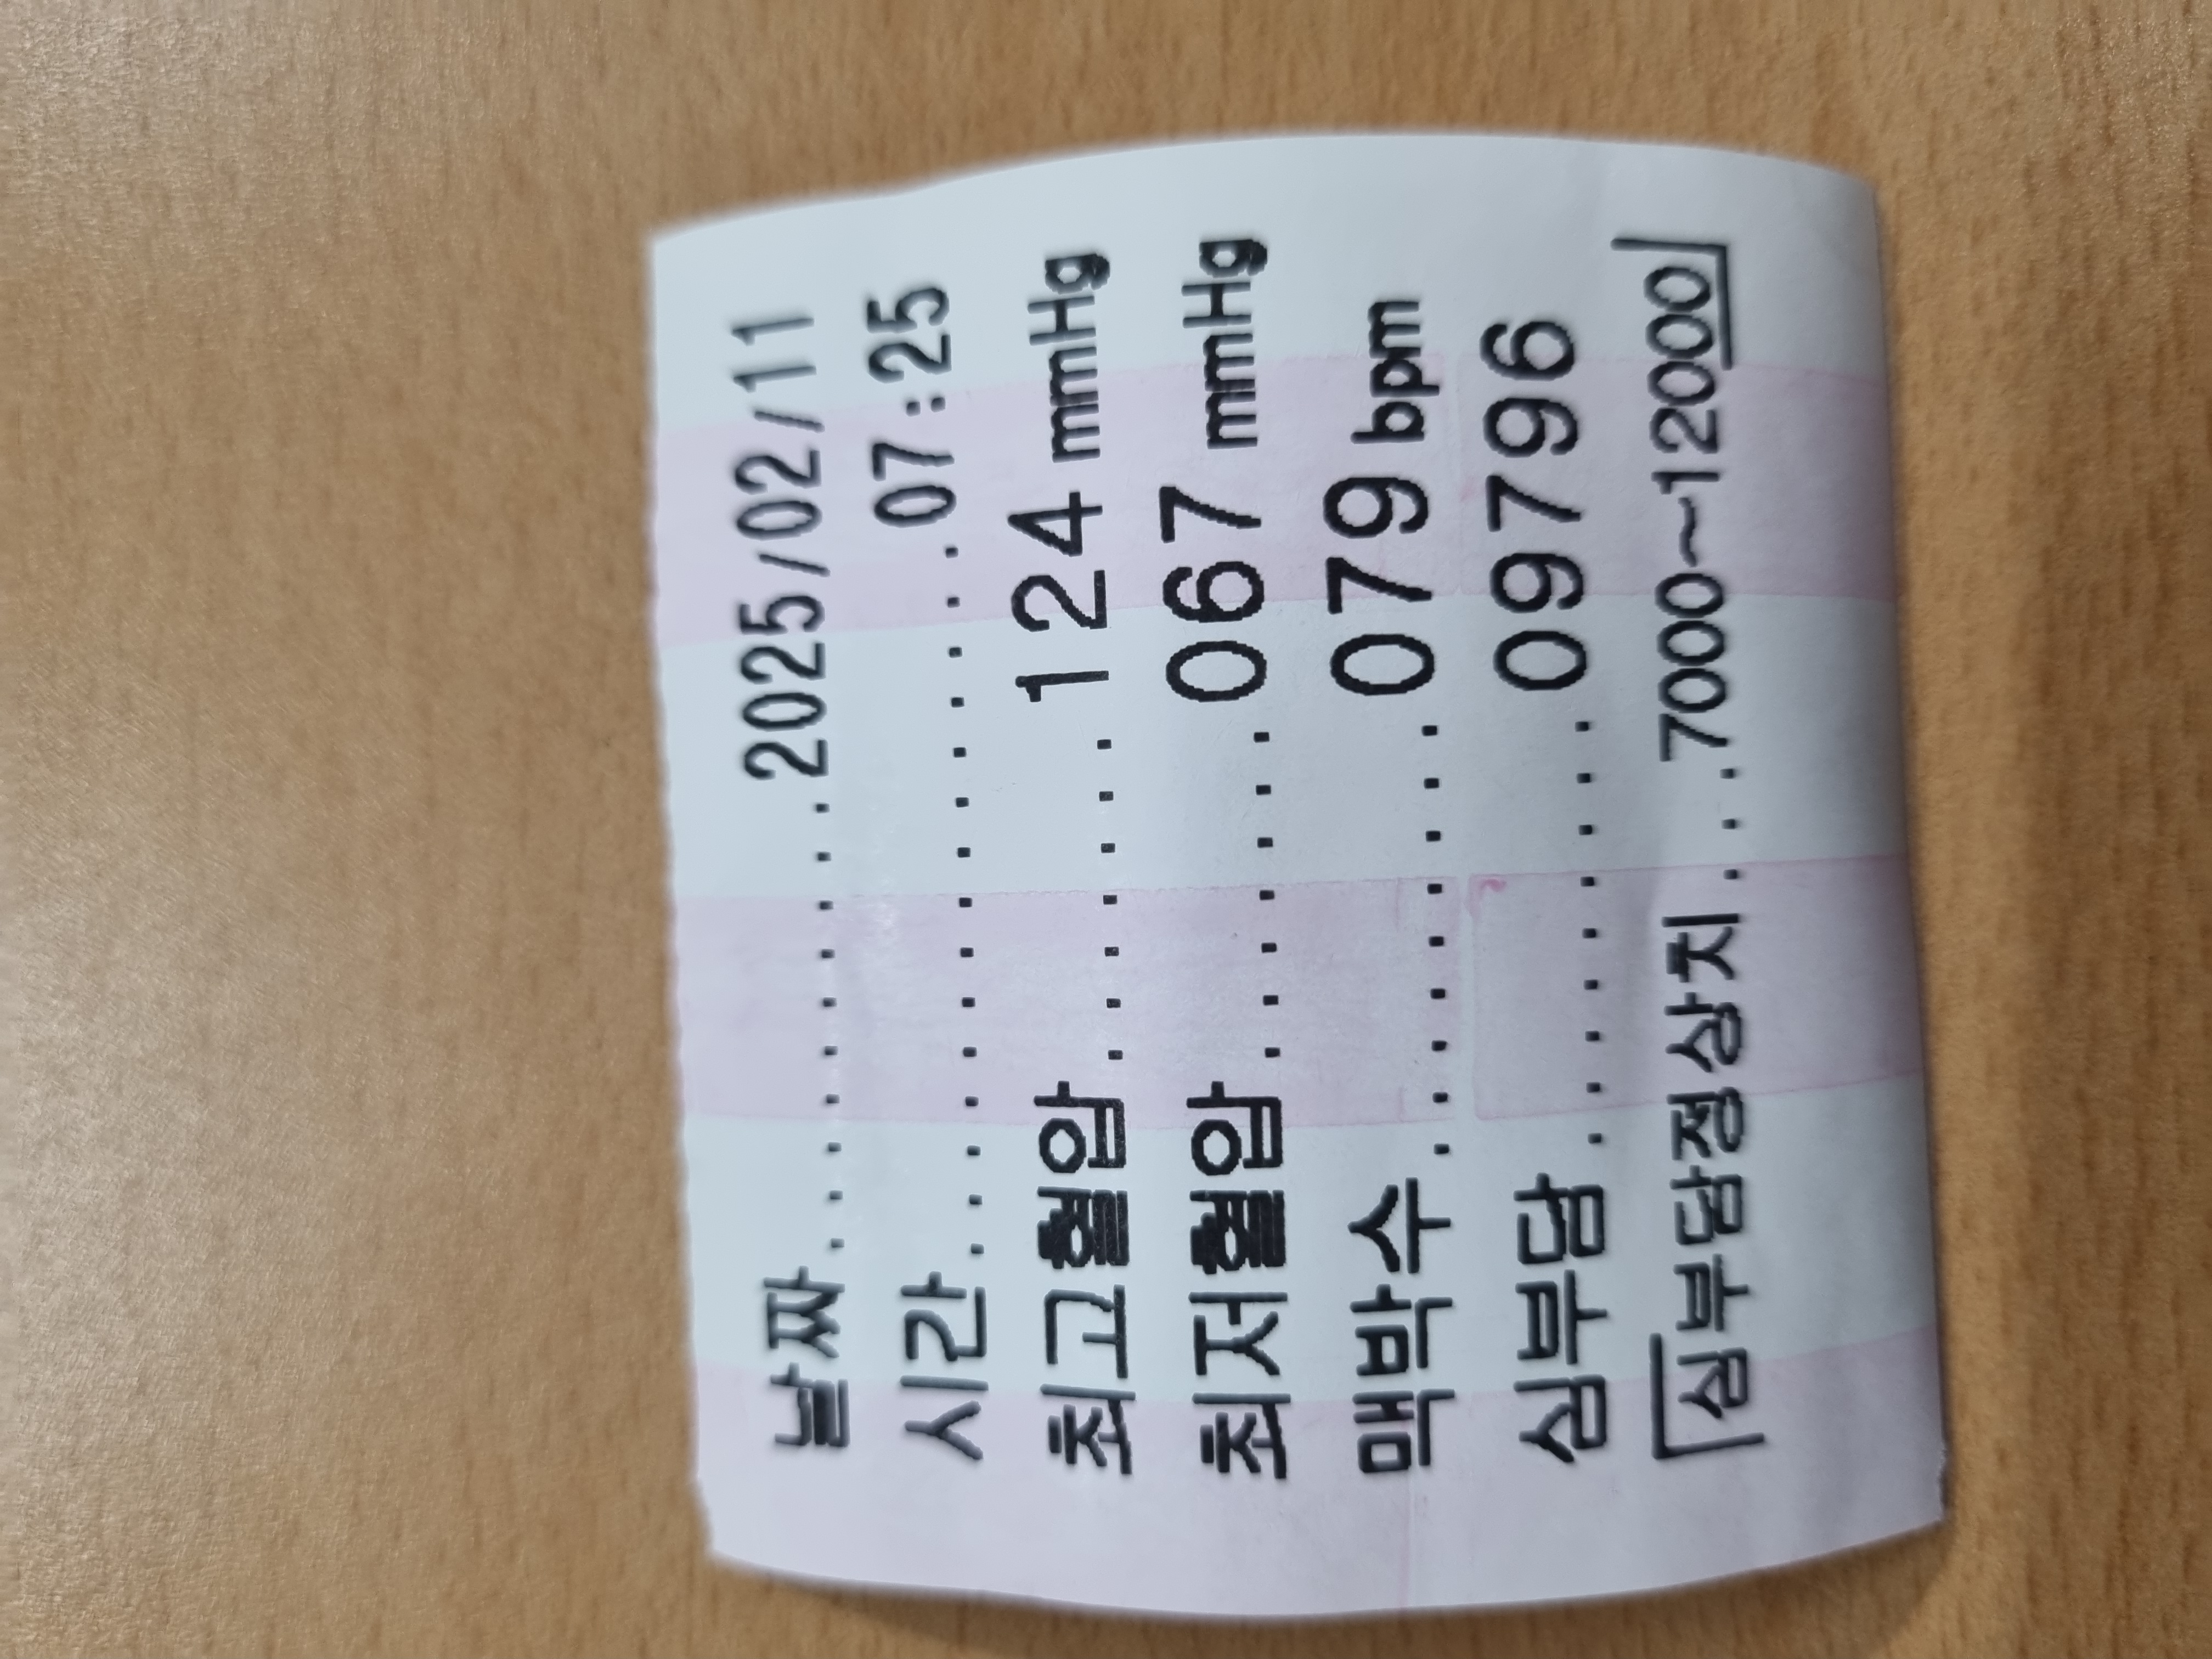 날짜.............2025/02/11
시간...............07:25
최고혈압.......124 mmHg
최저혈압.......067 mmHg
맥박수.........079 bpm
심부담.........09796
[심부담정상치...7000~12000]